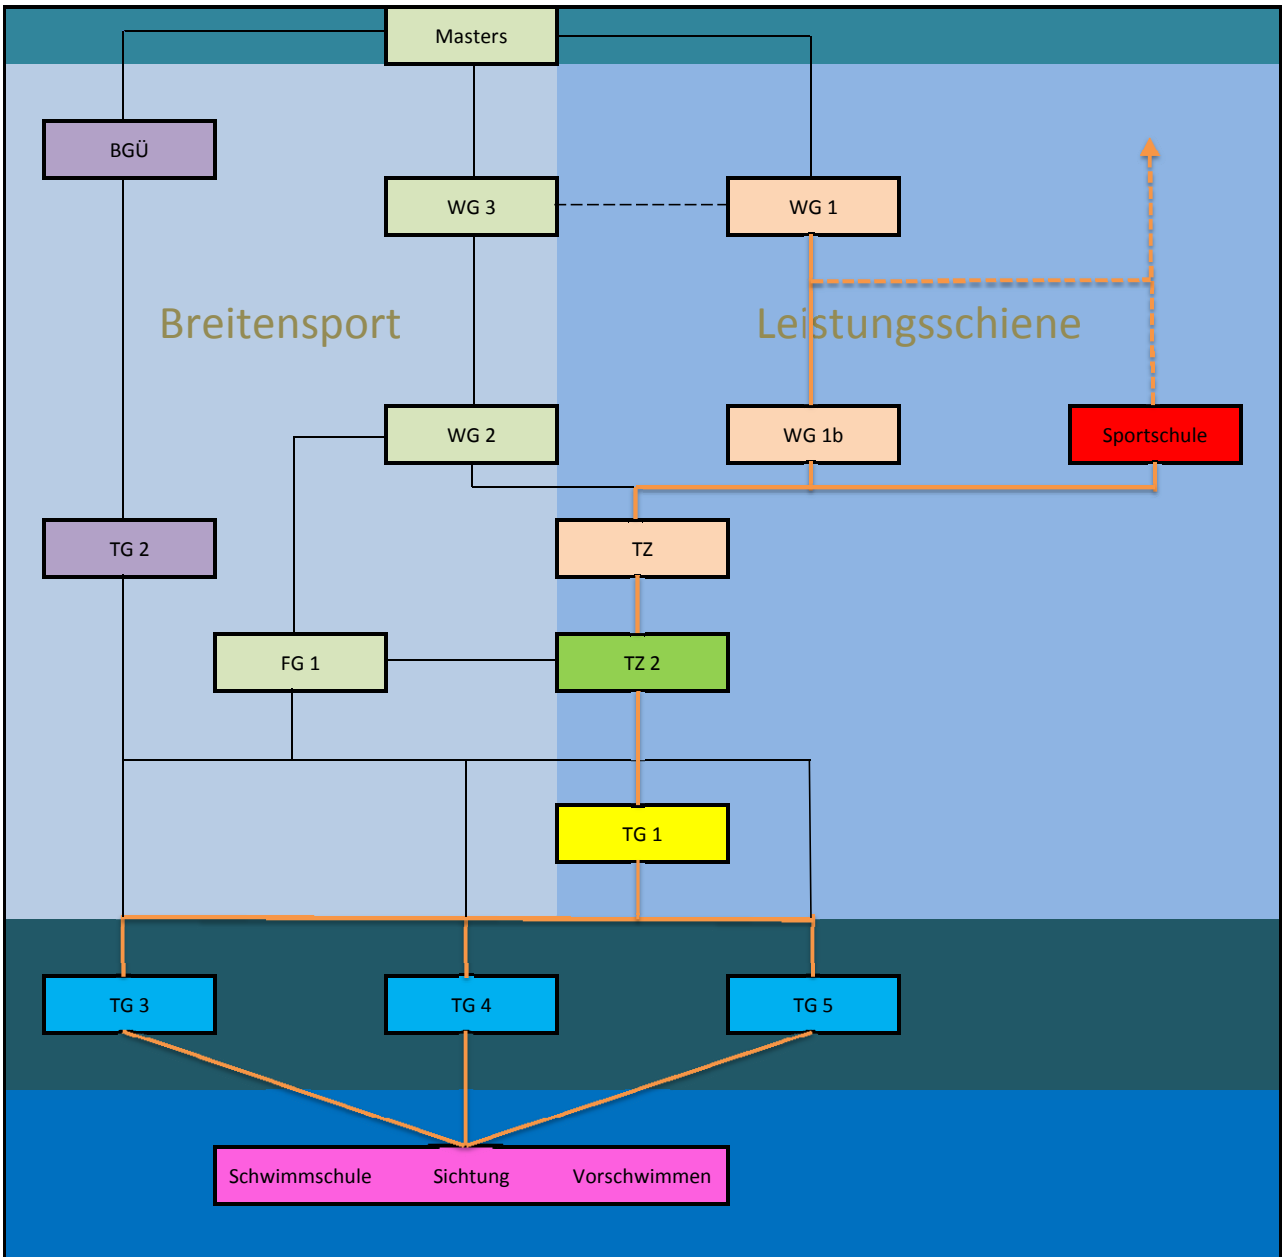 Masters
BGÜ
WG 3
WG 1
Breitensport
Leistungsschiene
WG 2
WG 1b
Sportschule
TG 2
TZ
FG 1
TZ 2
TG 1
TG 3
TG 4
TG 5
Schwimmschule Sichtung Vorschwimmen